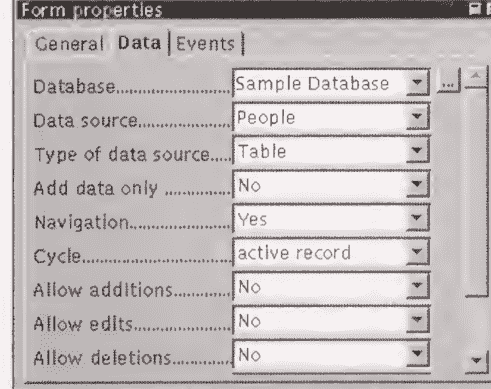 Form properties
General Data Events
Database.................... Sample Database ...
Data source............... People
Type of data source.... Table
Add data only ............ No
Navigation.................. Yes
Cycle.......................... active record
Allow additions........... No
Allow edits.................. No
Allow deletions............ No